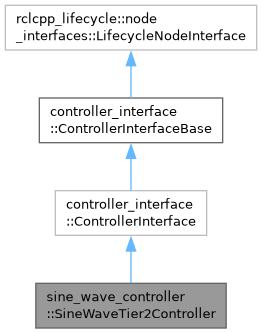 rclcpp_lifecycle::node
_interfaces::LifecycleNodeInterface
controller_interface
::ControllerInterfaceBase
controller_interface
::ControllerInterface
sine_wave_controller
::SineWaveTier2Controller